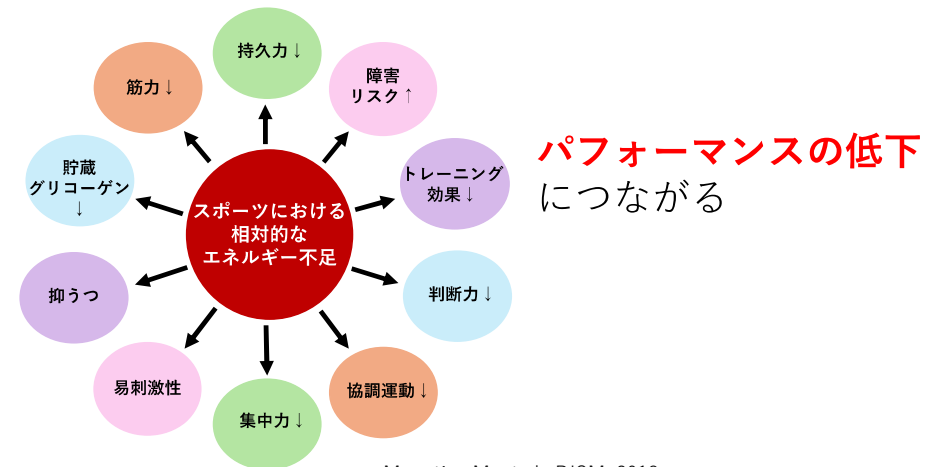 持久力↓
障害
リスク↑
トレーニング
効果↓
判断力↓
協調運動↓
集中力↓
易刺激性
抑うつ
貯蔵
グリコーゲン
↓
筋力↓
スポーツにおける
相対的な
エネルギー不足
パフォーマンスの低下
につながる